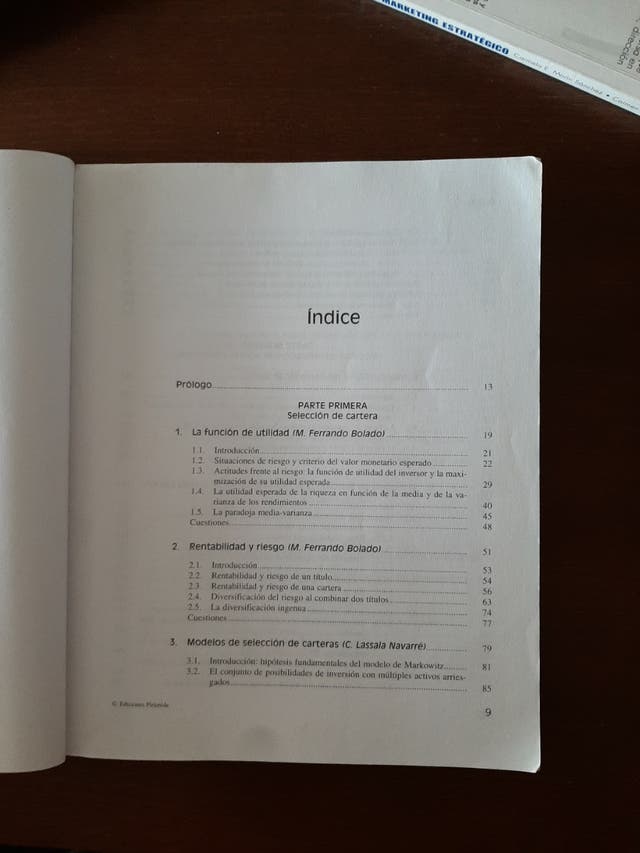 MARKETING ESTRATÉGICO
dirección
Índice
Prólogo 13
PARTE PRIMERA
Selección de cartera
1. La función de utilidad (M. Ferrando Bolado) 19
1.1. Introducción 21
1.2. Situaciones de riesgo y criterio del valor monetario esperado 22
1.3. Actitudes frente al riesgo: la función de utilidad del inversor y la maxi-
mización de su utilidad esperada 29
1.4. La utilidad esperada de la riqueza en función de la media y de la va-
rianza de los rendimientos 40
1.5. La paradoja media-varianza 45
Cuestiones 48
2. Rentabilidad y riesgo (M. Ferrando Bolado) 51
2.1. Introducción 53
2.2. Rentabilidad y riesgo de un título 54
2.3. Rentabilidad y riesgo de una cartera 56
2.4. Diversificación del riesgo al combinar dos títulos 63
2.5. La diversificación ingenua 74
Cuestiones 77
3. Modelos de selección de carteras (C. Lassala Navarré) 79
3.1. Introducción: hipótesis fundamentales del modelo de Markowitz 81
3.2. El conjunto de posibilidades de inversión con múltiples activos arries-
gados 85
© Ediciones Pirámide
9